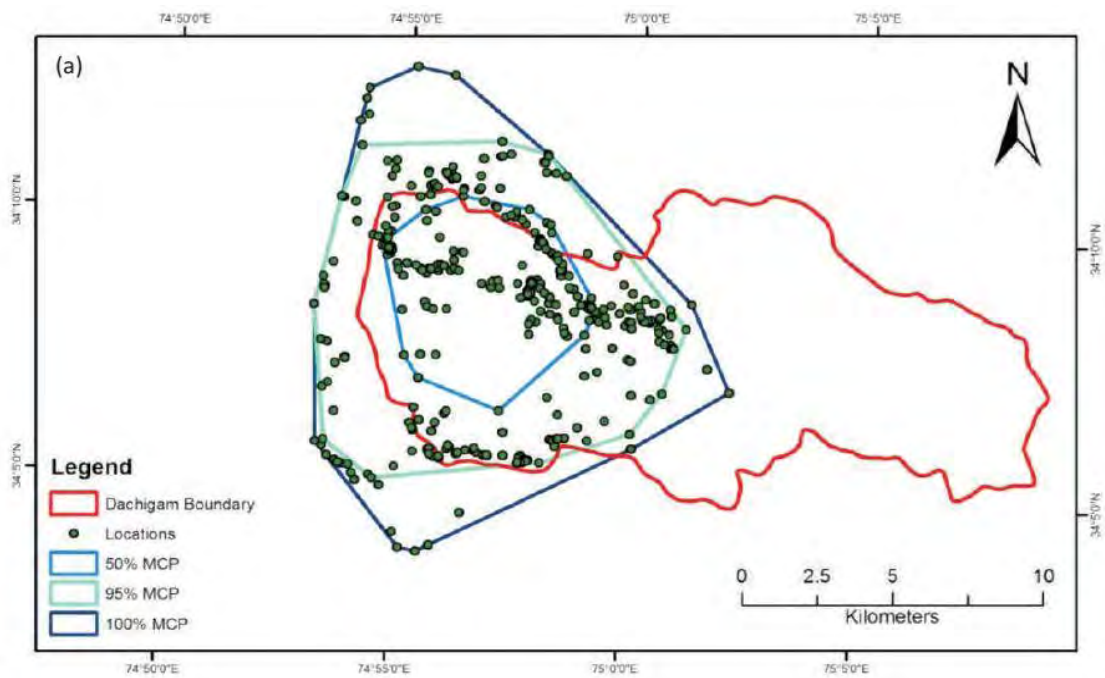 74°50'0"E 74°55'0"E 75°0'0"E 75°5'0"E
(a)
N
34°10'0"N
34°10'0"N
34°5'0"N
34°5'0"N
Legend
Dachigam Boundary
Locations
50% MCP
95% MCP
100% MCP
0 2.5 5 10
Kilometers
74°50'0"E 74°55'0"E 75°0'0"E 75°5'0"E